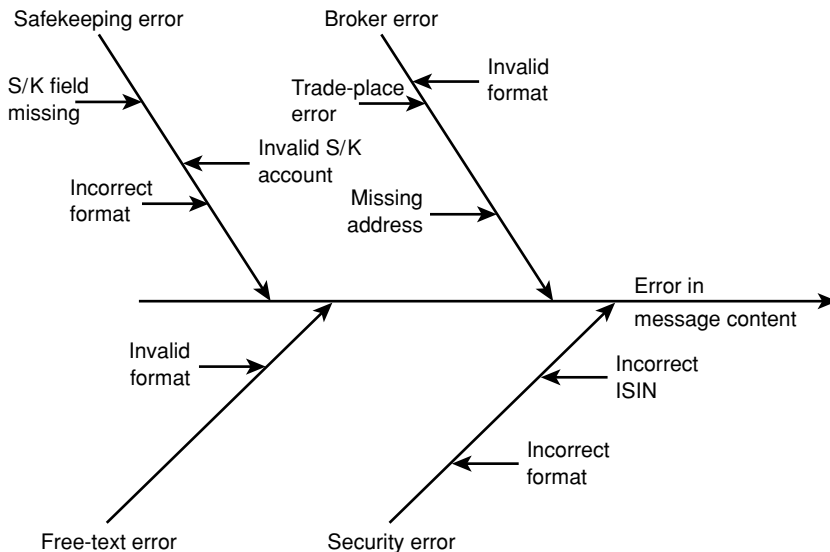 Safekeeping error
Broker error
S/K field
missing
Invalid S/K
account
Incorrect
format
Trade-place
error
Invalid
format
Missing
address
Error in
message content
Invalid
format
Incorrect
ISIN
Incorrect
format
Free-text error
Security error